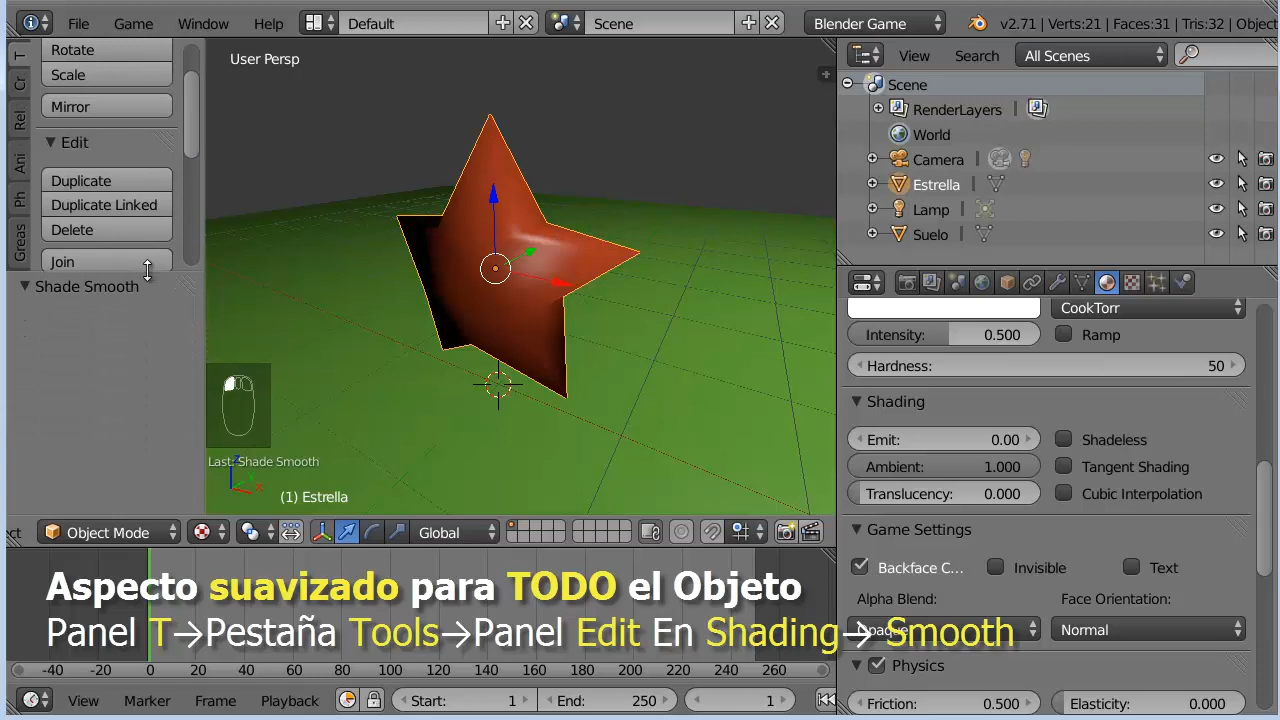 File Game Window Help Default Scene Blender Game v2.71 | Verts:21 | Faces:31 | Tris:32 | Object
T
Cr
Rel
Ani
Ph
Greas
Rotate
Scale
Mirror
Edit
Duplicate
Duplicate Linked
Delete
Join
Shade Smooth
User Persp
Last: Shade Smooth
z
x
(1) Estrella
View Search All Scenes
Scene
RenderLayers
World
Camera
Estrella
Lamp
Suelo
CookTorr
Intensity: 0.500 Ramp
Hardness: 50
Shading
Emit: 0.00 Shadeless
Ambient: 1.000 Tangent Shading
Translucency: 0.000 Cubic Interpolation
Game Settings
Backface C... Invisible Text
Alpha Blend: Face Orientation:
Opaque Normal
Physics
Friction: 0.500 Elasticity: 0.000
ect Object Mode Global
Aspecto suavizado para TODO el Objeto
Panel T→Pestaña Tools→Panel Edit En Shading→ Smooth
-40 -20 0 20 40 60 80 100 120 140 160 180 200 220 240 260
View Marker Frame Playback Start: 1 End: 250 1